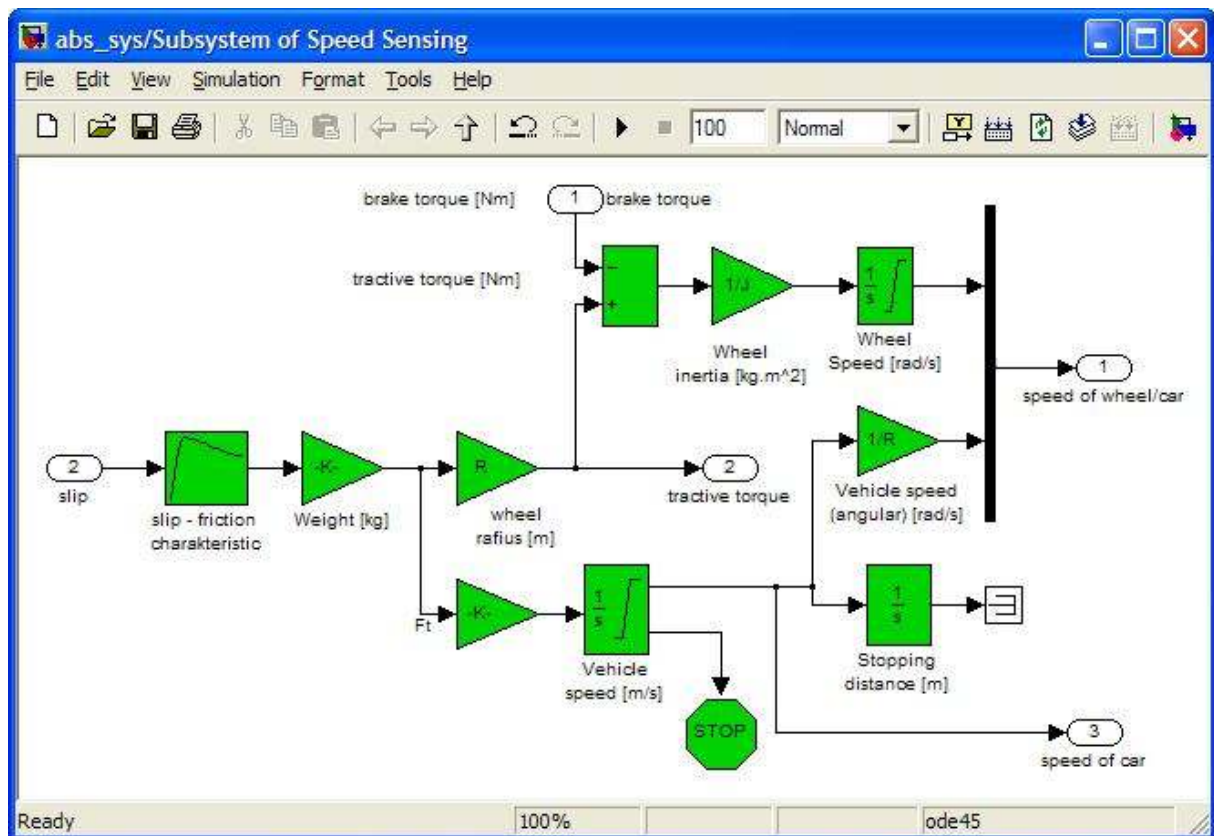 abs_sys/Subsystem of Speed Sensing
File Edit View Simulation Format Tools Help
100 Normal
brake torque [Nm]
1
brake torque
tractive torque [Nm]
−
+
1/J
1
s
Wheel
inertia [kg.m^2]
Wheel
Speed [rad/s]
1
speed of wheel/car
2
slip
slip - friction
charakteristic
-K-
Weight [kg]
R
wheel
rafius [m]
2
tractive torque
1/R
Vehicle speed
(angular) [rad/s]
Ft
-K-
1
s
Vehicle
speed [m/s]
STOP
1
s
Stopping
distance [m]
3
speed of car
Ready 100% ode45